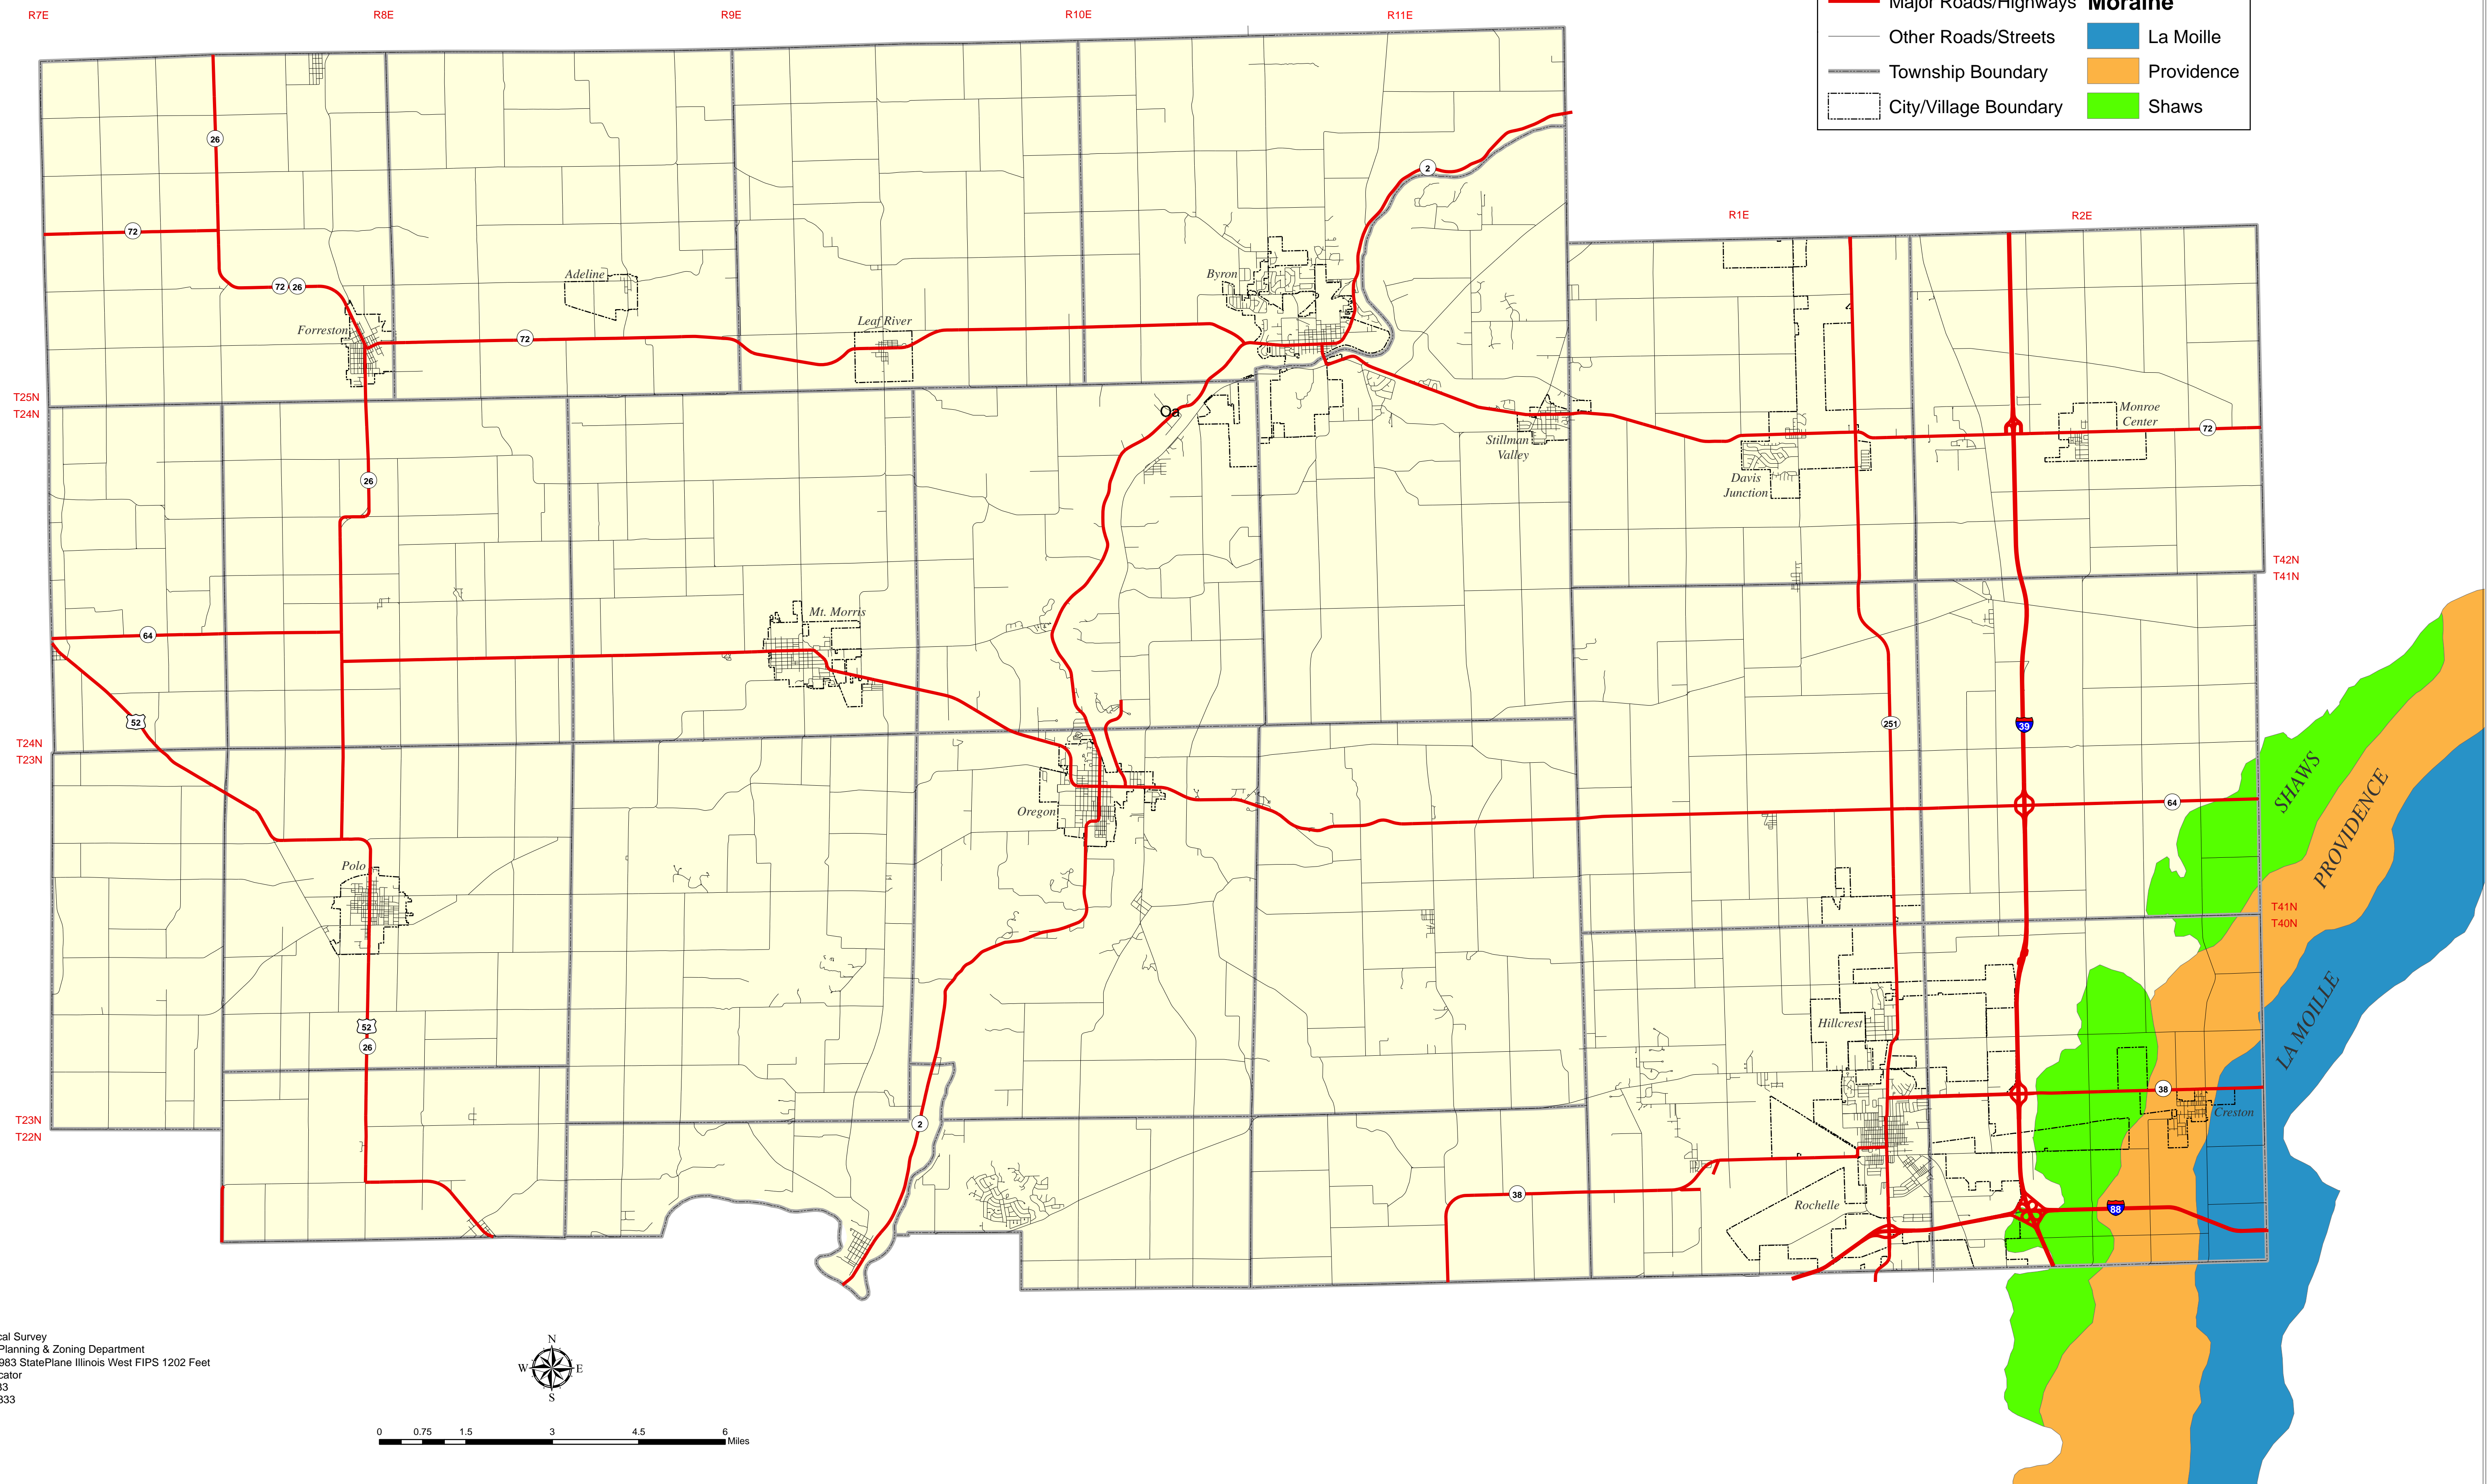 R7E
R8E
R9E
R10E
R11E
Major Roads/Highways
Moraine
Other Roads/Streets
La Moille
Township Boundary
Providence
City/Village Boundary
Shaws
26
2
R1E
R2E
72
72 26
Adeline
Byron
Forreston
Leaf River
72
T25N
T24N
Oa
Monroe
Center
72
Stillman
Valley
Davis
Junction
26
T42N
T41N
64
Mt. Morris
52
251
39
T24N
T23N
SHAWS
PROVIDENCE
64
Oregon
Polo
T41N
T40N
LA MOILLE
52
26
Hillcrest
38
Creston
T23N
T22N
2
38
Rochelle
88
cal Survey
Planning & Zoning Department
983 StatePlane Illinois West FIPS 1202 Feet
cator
33
333
N
W E
S
0 0.75 1.5 3 4.5 6
Miles